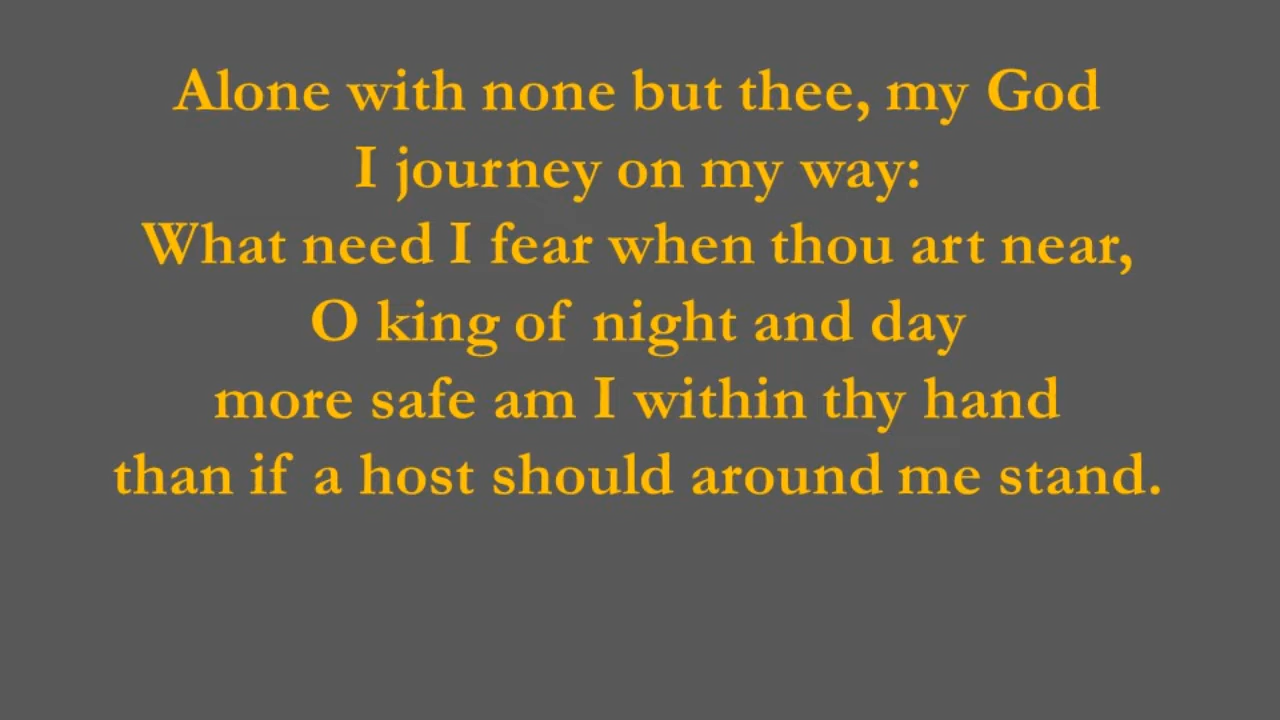 Alone with none but thee, my God
I journey on my way:
What need I fear when thou art near,
O king of night and day
more safe am I within thy hand
than if a host should around me stand.